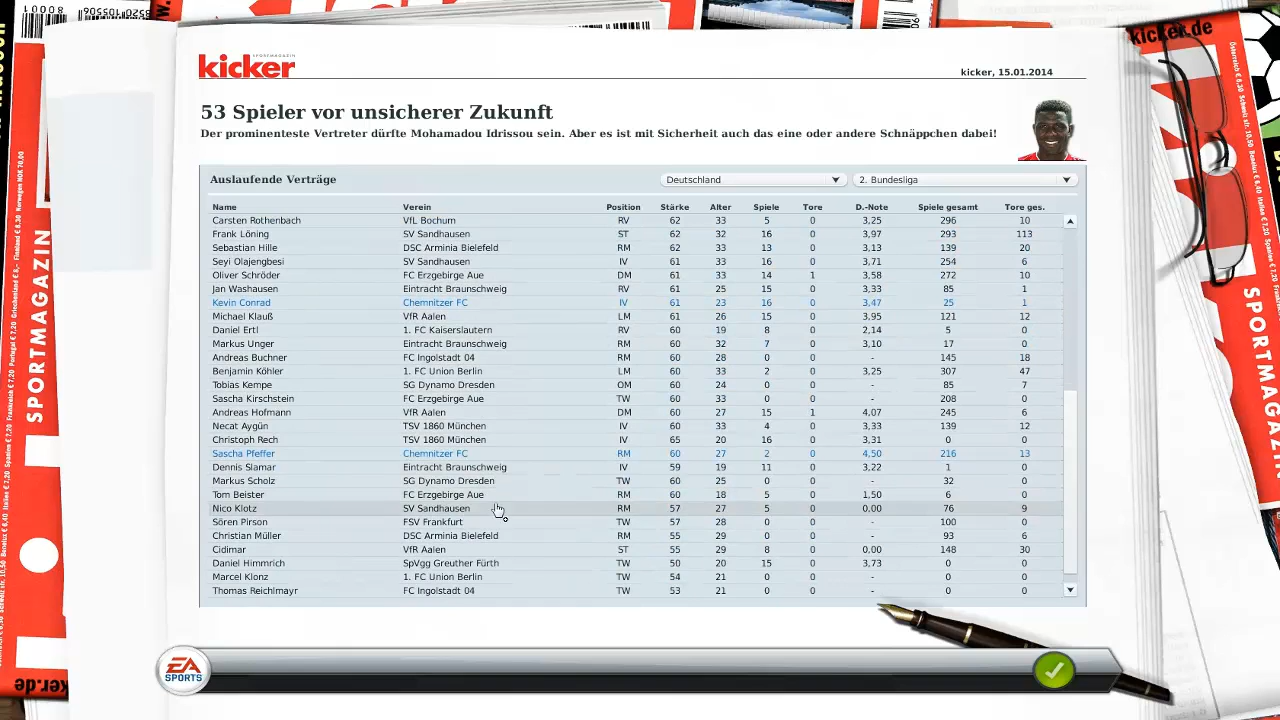 kicker
SPORTMAGAZIN
kicker, 15.01.2014
53 Spieler vor unsicherer Zukunft
Der prominenteste Vertreter dürfte Mohamadou Idrissou sein. Aber es ist mit Sicherheit auch das eine oder andere Schnäppchen dabei!
Auslaufende Verträge Deutschland 2. Bundesliga
Name Verein Position Stärke Alter Spiele Tore D.-Note Spiele gesamt Tore ges.
Carsten Rothenbach VfL Bochum RV 62 33 5 0 3,25 296 10
Frank Löning SV Sandhausen ST 62 32 16 0 3,97 293 113
Sebastian Hille DSC Arminia Bielefeld RM 62 33 13 0 3,13 139 20
Seyi Olajengbesi SV Sandhausen IV 61 33 16 0 3,71 254 6
Oliver Schröder FC Erzgebirge Aue DM 61 33 14 1 3,58 272 10
Jan Washausen Eintracht Braunschweig RV 61 25 15 0 3,33 85 1
Kevin Conrad Chemnitzer FC IV 61 23 16 0 3,47 25 1
Michael Klauß VfR Aalen LM 61 26 15 0 3,95 121 12
Daniel Ertl 1. FC Kaiserslautern RV 60 19 8 0 2,14 5 0
Markus Unger Eintracht Braunschweig RM 60 32 7 0 3,10 17 0
Andreas Buchner FC Ingolstadt 04 RM 60 28 0 0 - 145 18
Benjamin Köhler 1. FC Union Berlin LM 60 33 2 0 3,25 307 47
Tobias Kempe SG Dynamo Dresden OM 60 24 0 0 - 85 7
Sascha Kirschstein FC Erzgebirge Aue TW 60 33 0 0 - 208 0
Andreas Hofmann VfR Aalen DM 60 27 15 1 4,07 245 6
Necat Aygün TSV 1860 München IV 60 33 4 0 3,33 139 12
Christoph Rech TSV 1860 München IV 65 20 16 0 3,31 0 0
Sascha Pfeffer Chemnitzer FC RM 60 27 2 0 4,50 216 13
Dennis Slamar Eintracht Braunschweig IV 59 19 11 0 3,22 1 0
Markus Scholz SG Dynamo Dresden TW 60 25 0 0 - 32 0
Tom Beister FC Erzgebirge Aue RM 60 18 5 0 1,50 6 0
Nico Klotz SV Sandhausen RM 57 27 5 0 0,00 76 9
Sören Pirson FSV Frankfurt TW 57 28 0 0 - 100 0
Christian Müller DSC Arminia Bielefeld RM 55 29 0 0 - 93 6
Cidimar VfR Aalen ST 55 29 8 0 0,00 148 30
Daniel Himmrich SpVgg Greuther Fürth TW 50 20 15 0 3,73 0 0
Marcel Klonz 1. FC Union Berlin TW 54 21 0 0 - 0 0
Thomas Reichlmayr FC Ingolstadt 04 TW 53 21 0 0 - 0 0
EA
SPORTS
SPORTMAGAZIN
kicker.de
SPORTMAGAZIN